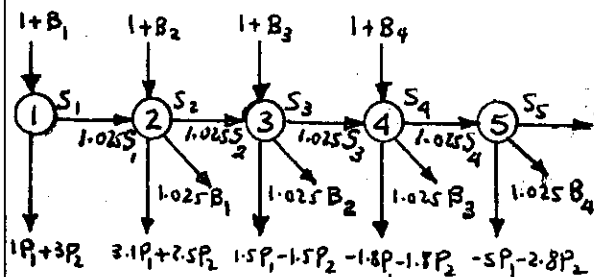 1+B₁ 1+B₂ 1+B₃ 1+B₄
S₁ S₂ S₃ S₄ S₅
1 2 3 4 5
1.025S₁ 1.025S₂ 1.025S₃ 1.025S₄
1.025B₁ 1.025B₂ 1.025B₃ 1.025B₄
1P₁+3P₂ 3.1P₁+2.5P₂ 1.5P₁-1.5P₂ -1.8P₁-1.8P₂ -5P₁-2.8P₂